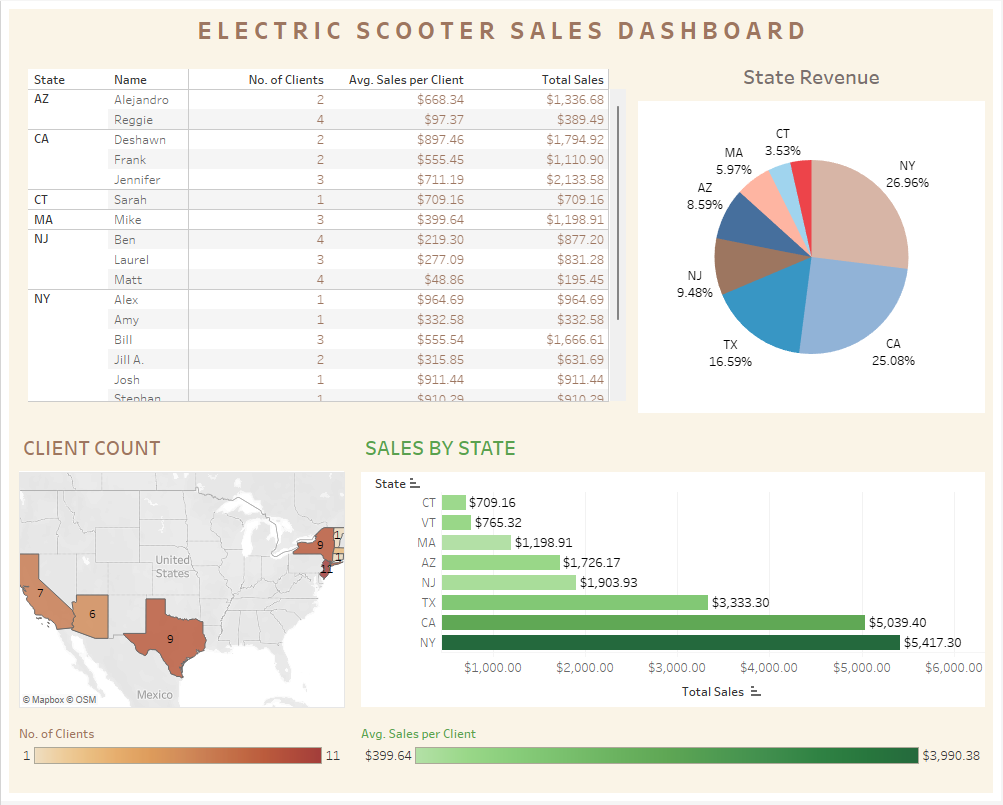 ELECTRIC SCOOTER SALES DASHBOARD
State Name No. of Clients Avg. Sales per Client Total Sales
AZ Alejandro 2 $668.34 $1,336.68
Reggie 4 $97.37 $389.49
CA Deshawn 2 $897.46 $1,794.92
Frank 2 $555.45 $1,110.90
Jennifer 3 $711.19 $2,133.58
CT Sarah 1 $709.16 $709.16
MA Mike 3 $399.64 $1,198.91
NJ Ben 4 $219.30 $877.20
Laurel 3 $277.09 $831.28
Matt 4 $48.86 $195.45
NY Alex 1 $964.69 $964.69
Amy 1 $332.58 $332.58
Bill 3 $555.54 $1,666.61
Jill A. 2 $315.85 $631.69
Josh 1 $911.44 $911.44
Stephan 1 $910.29 $910.29
State Revenue
CT
3.53%
MA
5.97%
NY
26.96%
AZ
8.59%
NJ
9.48%
TX
16.59%
CA
25.08%
CLIENT COUNT
United
States
Mexico
7
6
9
9
11
© Mapbox © OSM
No. of Clients
1 11
SALES BY STATE
State
CT $709.16
VT $765.32
MA $1,198.91
AZ $1,726.17
NJ $1,903.93
TX $3,333.30
CA $5,039.40
NY $5,417.30
$1,000.00 $2,000.00 $3,000.00 $4,000.00 $5,000.00 $6,000.00
Total Sales
Avg. Sales per Client
$399.64 $3,990.38